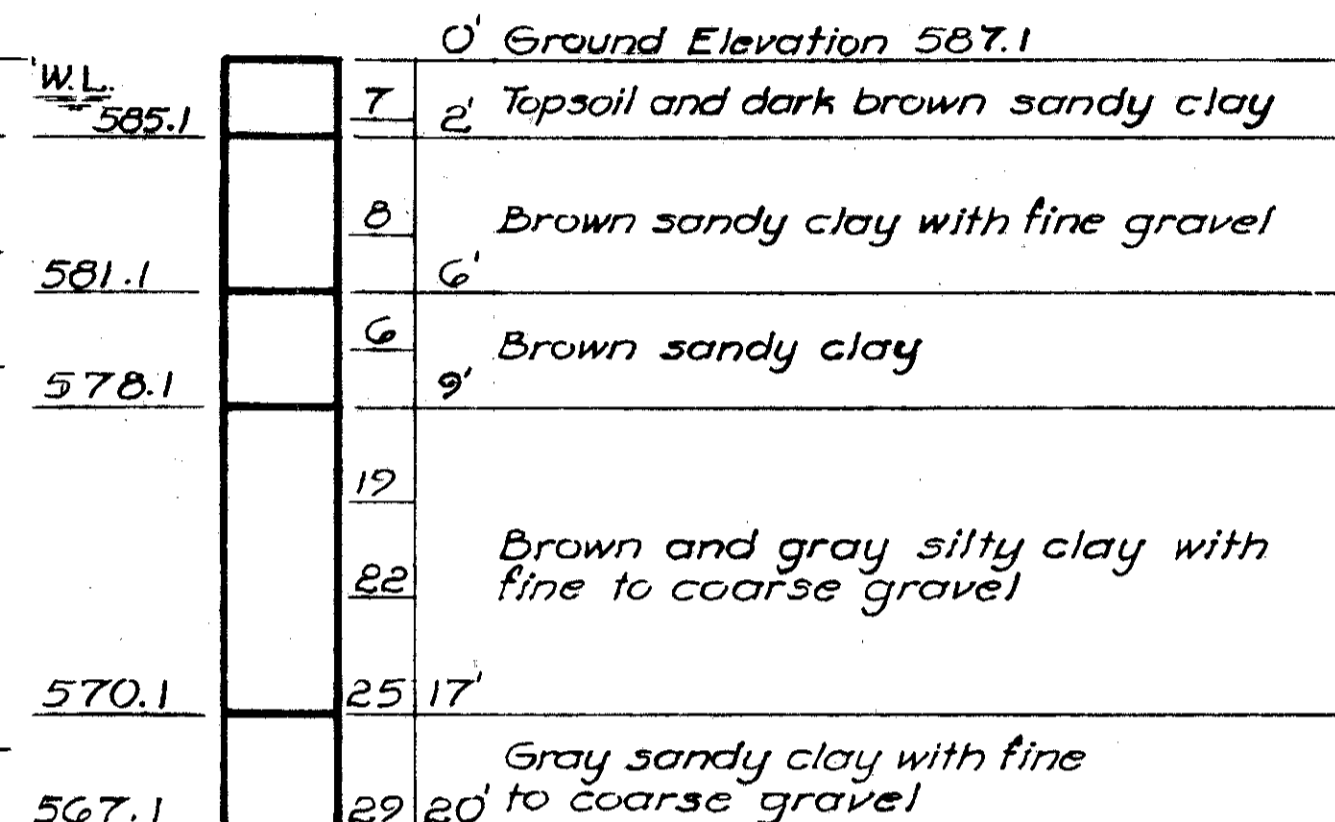 0' Ground Elevation 587.1
W.L.
585.1 7 2' Topsoil and dark brown sandy clay
8 Brown sandy clay with fine gravel
581.1 6'
6 Brown sandy clay
578.1 9'
19
Brown and gray silty clay with
22 fine to coarse gravel
570.1 25 17'
Gray sandy clay with fine
567.1 29 20' to coarse gravel